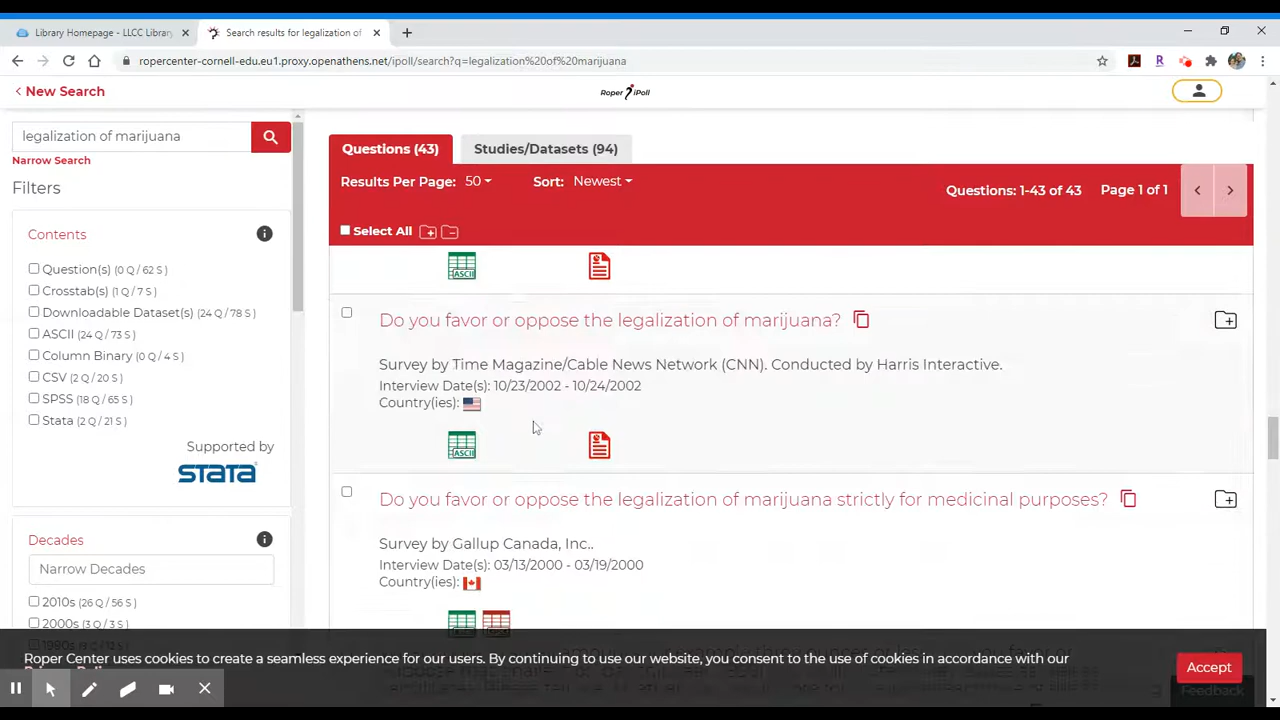 Library Homepage - LLCC Library
Search results for legalization of
ropercenter-cornell-edu.eu1.proxy.openathens.net/ipoll/search?q=legalization%20of%20marijuana
R
< New Search
Roper iPoll
legalization of marijuana
Narrow Search
Filters
Contents
Question(s) (0 Q / 62 S )
Crosstab(s) (1 Q / 7 S )
Downloadable Dataset(s) (24 Q / 78 S )
ASCII (24 Q / 73 S )
Column Binary (0 Q / 4 S )
CSV (2 Q / 20 S )
SPSS (18 Q / 65 S )
Stata (2 Q / 21 S )
Supported by
STATA
Decades
Narrow Decades
2010s (26 Q / 56 S )
2000s (3 Q / 3 S )
Questions (43)
Studies/Datasets (94)
Results Per Page: 50
Sort: Newest
Questions: 1-43 of 43
Page 1 of 1
Select All
ASCII
Do you favor or oppose the legalization of marijuana?
Survey by Time Magazine/Cable News Network (CNN). Conducted by Harris Interactive.
Interview Date(s): 10/23/2002 - 10/24/2002
Country(ies):
ASCII
Do you favor or oppose the legalization of marijuana strictly for medicinal purposes?
Survey by Gallup Canada, Inc..
Interview Date(s): 03/13/2000 - 03/19/2000
Country(ies):
Roper Center uses cookies to create a seamless experience for our users. By continuing to use our website, you consent to the use of cookies in accordance with our
Accept
Feedback